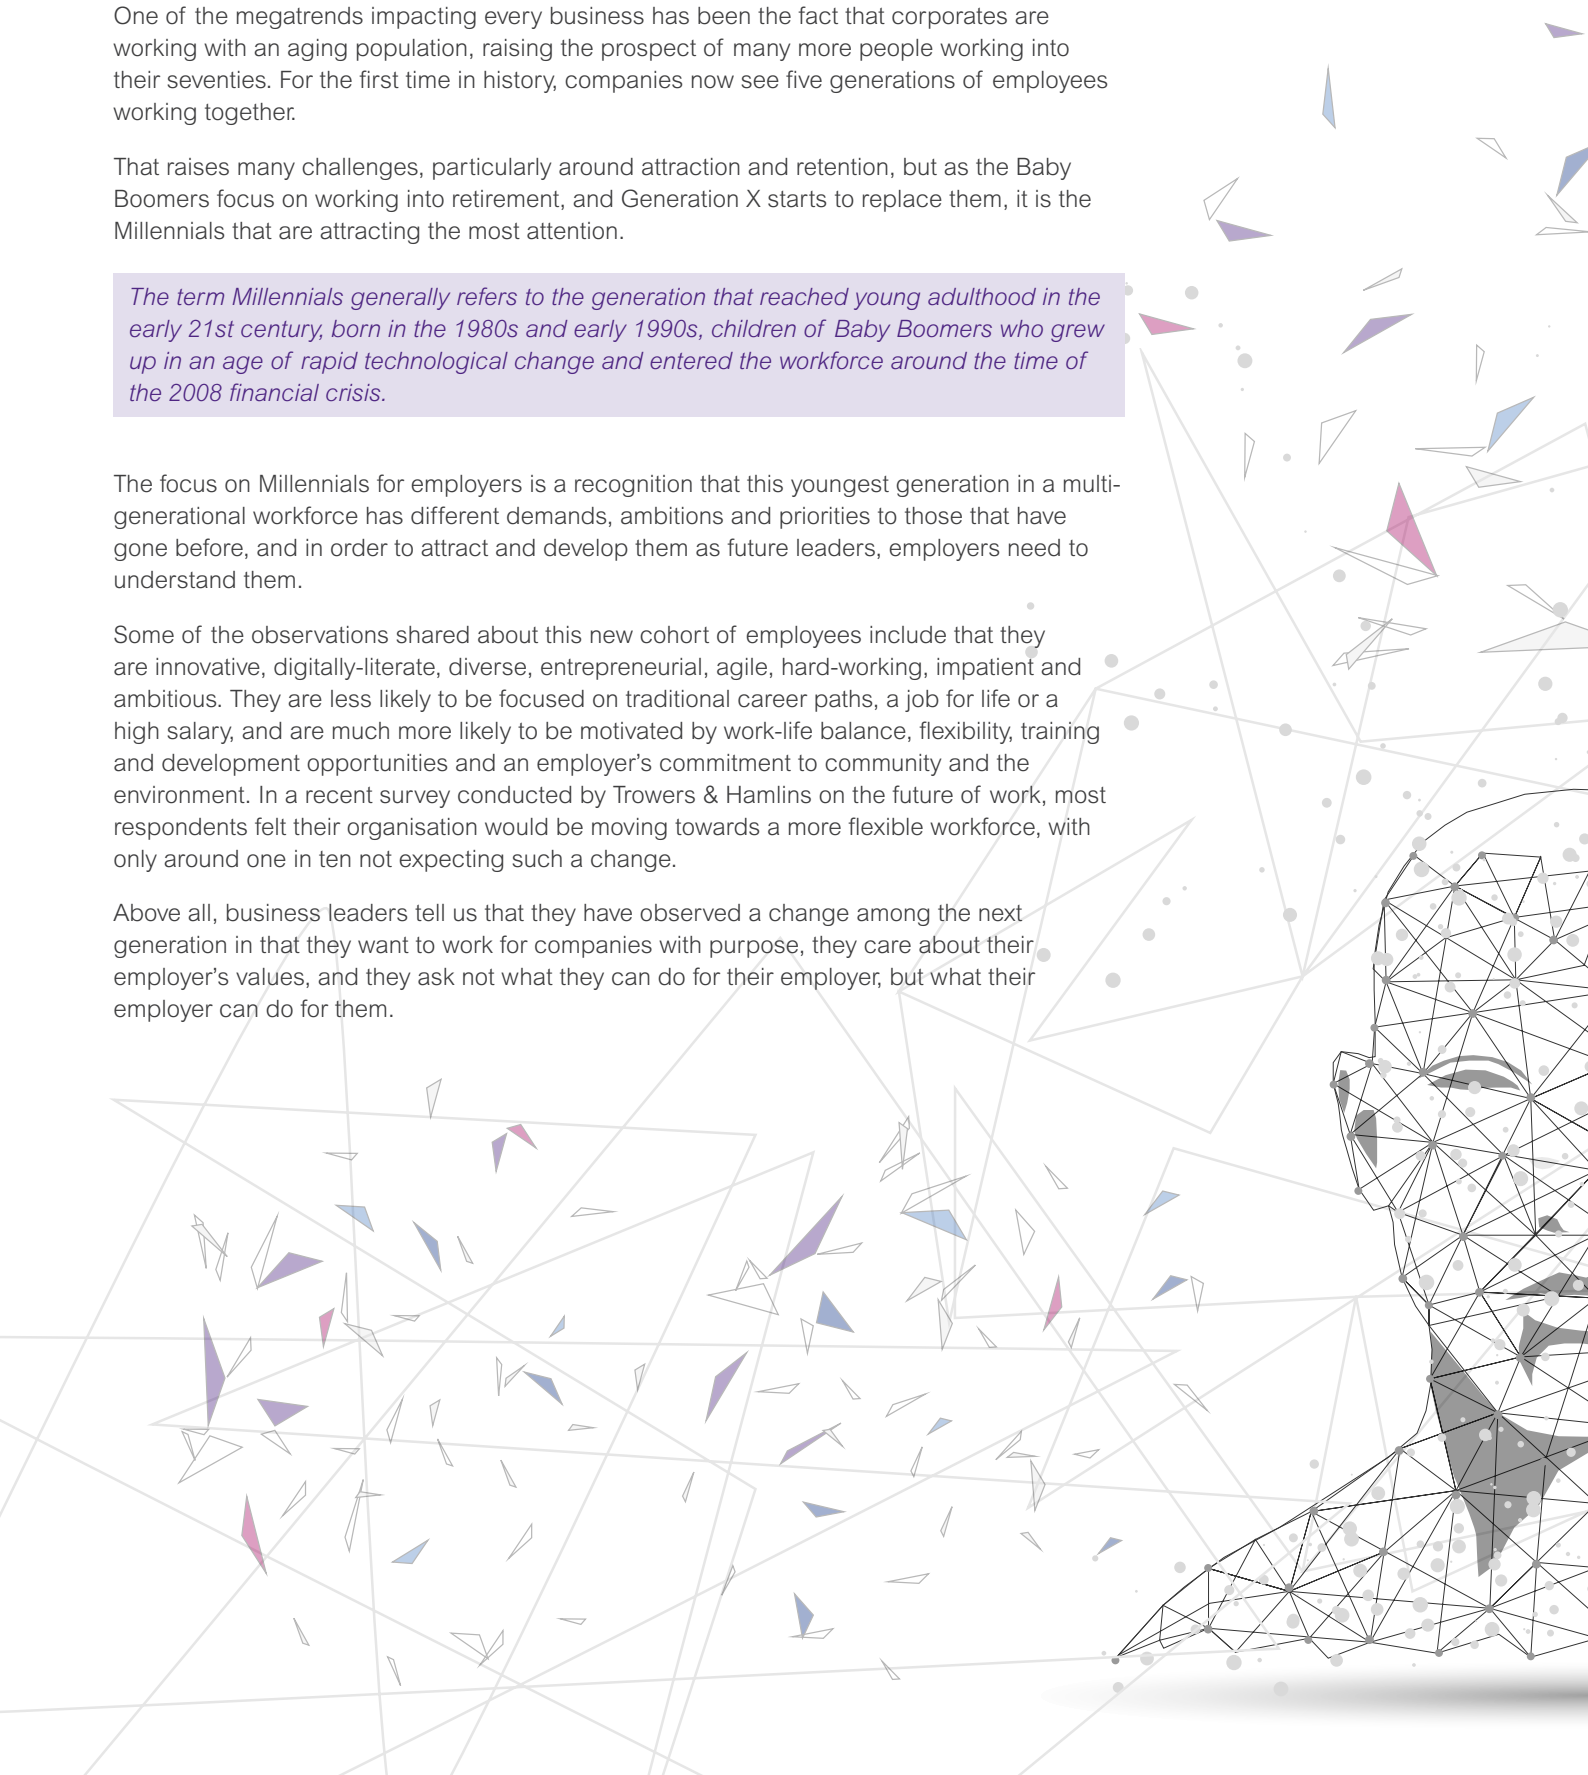 One of the megatrends impacting every business has been the fact that corporates are
working with an aging population, raising the prospect of many more people working into
their seventies. For the first time in history, companies now see five generations of employees
working together.
That raises many challenges, particularly around attraction and retention, but as the Baby
Boomers focus on working into retirement, and Generation X starts to replace them, it is the
Millennials that are attracting the most attention.
The term Millennials generally refers to the generation that reached young adulthood in the
early 21st century, born in the 1980s and early 1990s, children of Baby Boomers who grew
up in an age of rapid technological change and entered the workforce around the time of
the 2008 financial crisis.
The focus on Millennials for employers is a recognition that this youngest generation in a multi-
generational workforce has different demands, ambitions and priorities to those that have
gone before, and in order to attract and develop them as future leaders, employers need to
understand them.
Some of the observations shared about this new cohort of employees include that they
are innovative, digitally-literate, diverse, entrepreneurial, agile, hard-working, impatient and
ambitious. They are less likely to be focused on traditional career paths, a job for life or a
high salary, and are much more likely to be motivated by work-life balance, flexibility, training
and development opportunities and an employer's commitment to community and the
environment. In a recent survey conducted by Trowers & Hamlins on the future of work, most
respondents felt their organisation would be moving towards a more flexible workforce, with
only around one in ten not expecting such a change.
Above all, business leaders tell us that they have observed a change among the next
generation in that they want to work for companies with purpose, they care about their
employer's values, and they ask not what they can do for their employer, but what their
employer can do for them.